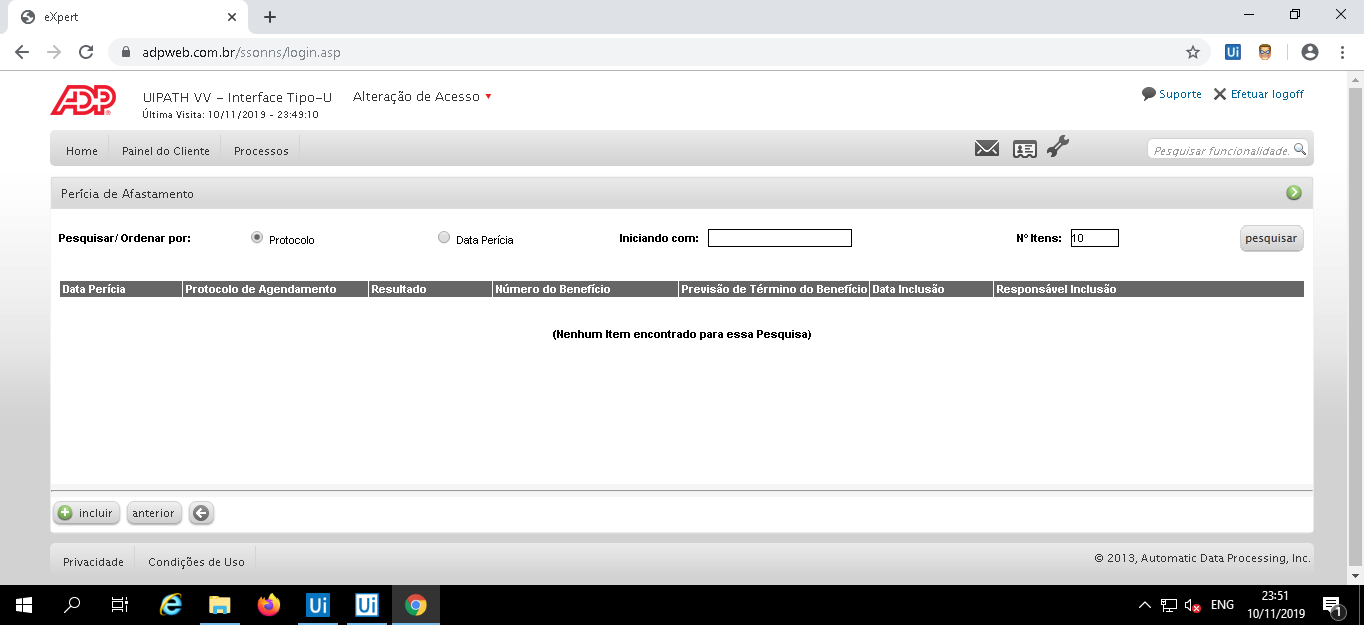 eXpert
adpweb.com.br/ssonns/login.asp
Ui
ADP
UIPATH VV - Interface Tipo-U
Alteração de Acesso
Última Visita: 10/11/2019 - 23:49:10
Suporte
Efetuar logoff
Home
Painel do Cliente
Processos
Pesquisar funcionalidade.
Perícia de Afastamento
Pesquisar/ Ordenar por:
Protocolo
Data Perícia
Iniciando com:
Nº Itens:
10
pesquisar
Data Perícia
Protocolo de Agendamento
Resultado
Número do Benefício
Previsão de Término do Benefício
Data Inclusão
Responsável Inclusão
(Nenhum Item encontrado para essa Pesquisa)
incluir
anterior
Privacidade
Condições de Uso
© 2013, Automatic Data Processing, Inc.
Ui
Ui
ENG
23:51
10/11/2019
1